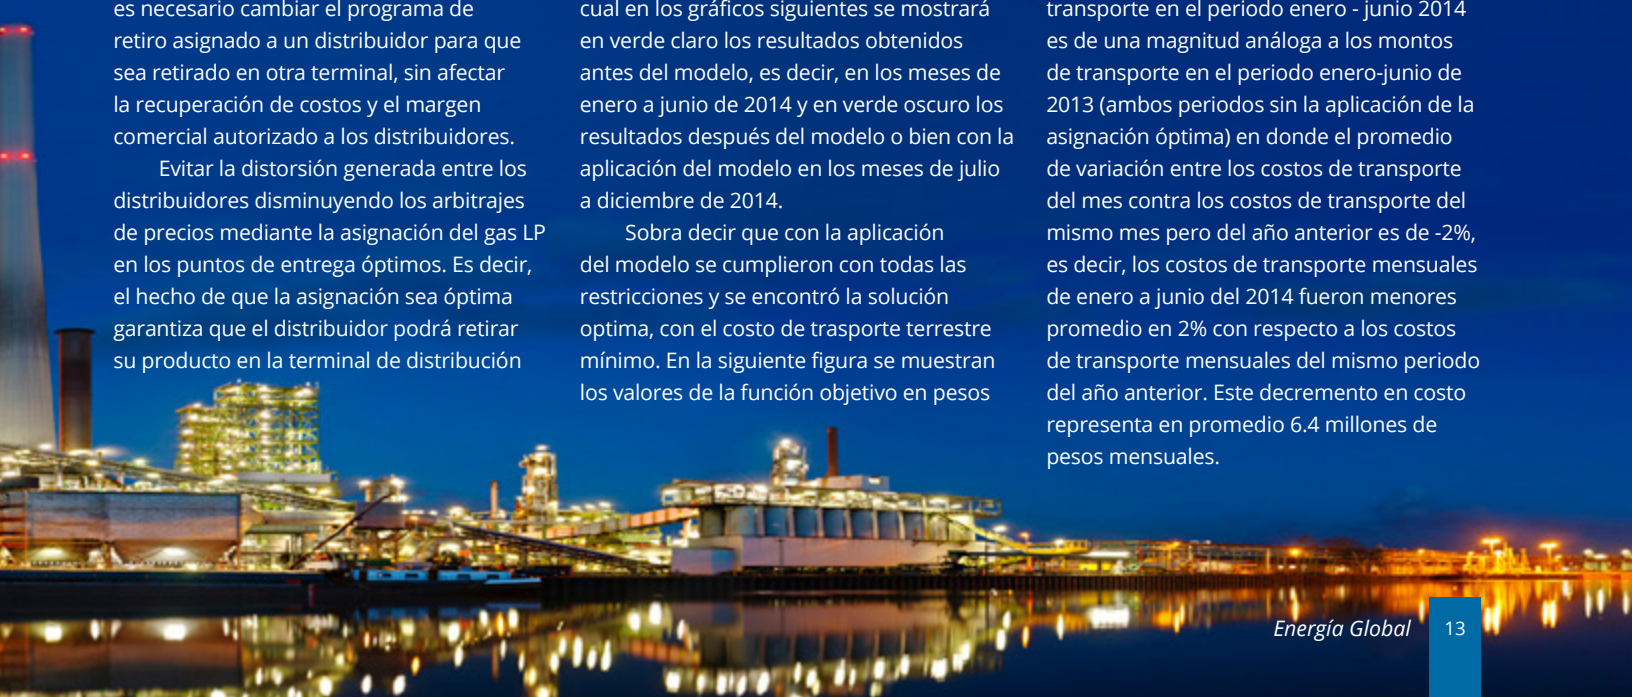 es necesario cambiar el programa de
retiro asignado a un distribuidor para que
sea retirado en otra terminal, sin afectar
la recuperación de costos y el margen
comercial autorizado a los distribuidores.
Evitar la distorsión generada entre los
distribuidores disminuyendo los arbitrajes
de precios mediante la asignación del gas LP
en los puntos de entrega óptimos. Es decir,
el hecho de que la asignación sea óptima
garantiza que el distribuidor podrá retirar
su producto en la terminal de distribución
cual en los gráficos siguientes se mostrará
en verde claro los resultados obtenidos
antes del modelo, es decir, en los meses de
enero a junio de 2014 y en verde oscuro los
resultados después del modelo o bien con la
aplicación del modelo en los meses de julio
a diciembre de 2014.
Sobra decir que con la aplicación
del modelo se cumplieron con todas las
restricciones y se encontró la solución
optima, con el costo de trasporte terrestre
mínimo. En la siguiente figura se muestran
los valores de la función objetivo en pesos
transporte en el periodo enero - junio 2014
es de una magnitud análoga a los montos
de transporte en el periodo enero-junio de
2013 (ambos periodos sin la aplicación de la
asignación óptima) en donde el promedio
de variación entre los costos de transporte
del mes contra los costos de transporte del
mismo mes pero del año anterior es de -2%,
es decir, los costos de transporte mensuales
de enero a junio del 2014 fueron menores
promedio en 2% con respecto a los costos
de transporte mensuales del mismo periodo
del año anterior. Este decremento en costo
representa en promedio 6.4 millones de
pesos mensuales.
Energía Global
13